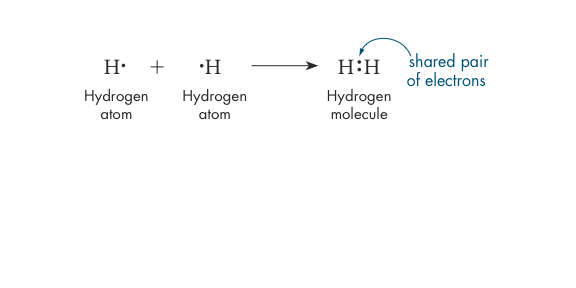 H· + ·H ⟶ H:H
shared pair
of electrons
Hydrogen Hydrogen Hydrogen
atom atom molecule